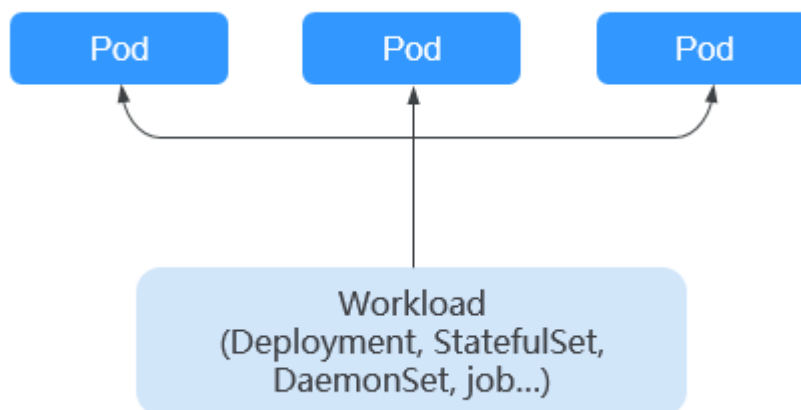 Pod Pod Pod
Workload
(Deployment, StatefulSet,
DaemonSet, job...)